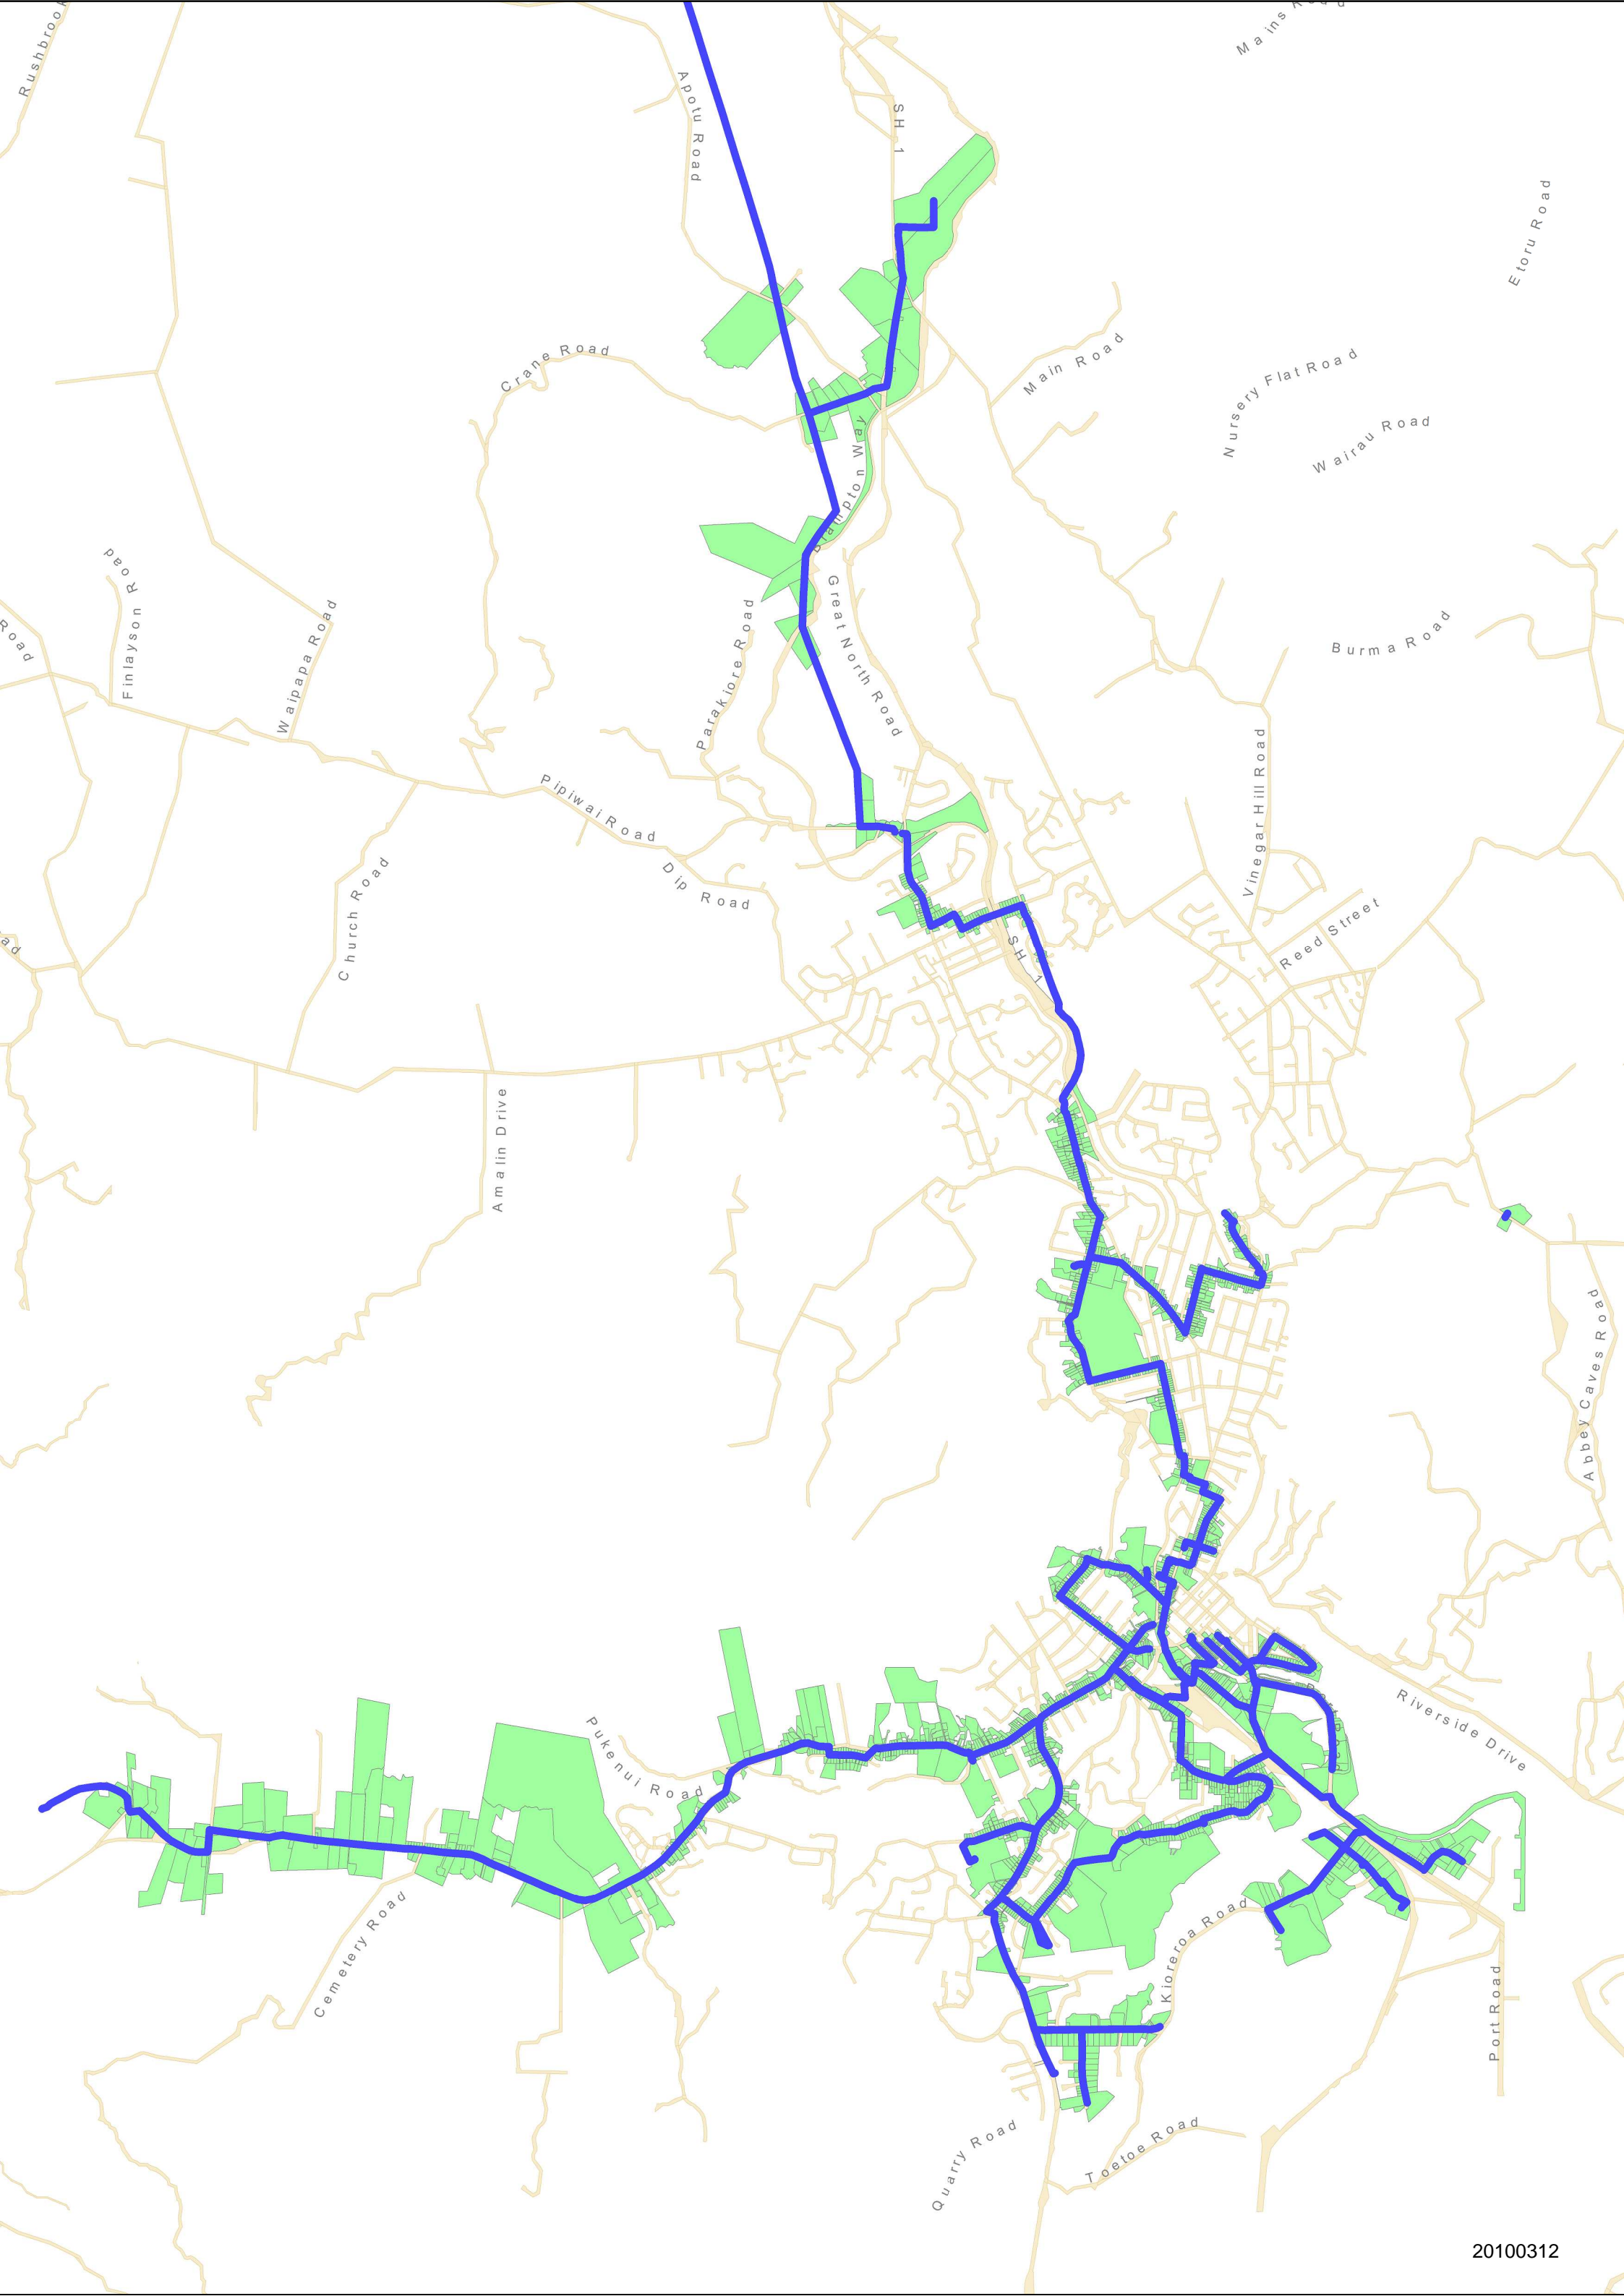 Mains Road
Apotu Road
SH 1
Etoru Road
Crane Road
Main Road
Nursery Flat Road
Wairau Road
Finlayson Road
Road
Waipapa Road
Parakiore Road
Great North Road
Burma Road
Pipiwai Road
Vinegar Hill Road
Dip Road
Church Road
Reed Street
SH 1
Amalin Drive
Abbey Caves Road
Riverside Drive
Pukenui Road
Cemetery Road
Kioreroa Road
Port Road
Quarry Road
Toetoe Road
20100312